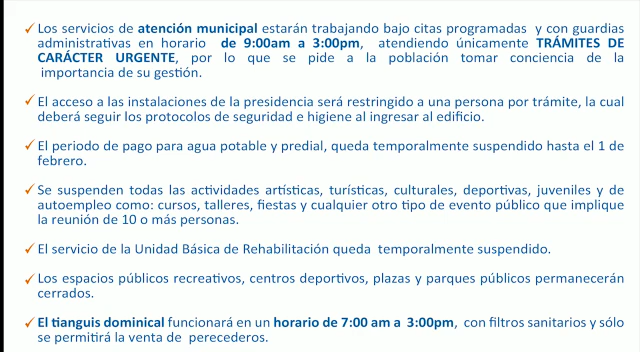 ✓Los servicios de atención municipal estarán trabajando bajo citas programadas y con guardias
administrativas en horario de 9:00am a 3:00pm, atendiendo únicamente TRÁMITES DE
CARÁCTER URGENTE, por lo que se pide a la población tomar conciencia de la
importancia de su gestión.
✓El acceso a las instalaciones de la presidencia será restringido a una persona por trámite, la cual
deberá seguir los protocolos de seguridad e higiene al ingresar al edificio.
✓El periodo de pago para agua potable y predial, queda temporalmente suspendido hasta el 1 de
febrero.
✓Se suspenden todas las actividades artísticas, turísticas, culturales, deportivas, juveniles y de
autoempleo como: cursos, talleres, fiestas y cualquier otro tipo de evento público que implique
la reunión de 10 o más personas.
✓El servicio de la Unidad Básica de Rehabilitación queda temporalmente suspendido.
✓Los espacios públicos recreativos, centros deportivos, plazas y parques públicos permanecerán
cerrados.
✓El tianguis dominical funcionará en un horario de 7:00 am a 3:00pm, con filtros sanitarios y sólo
se permitirá la venta de perecederos.